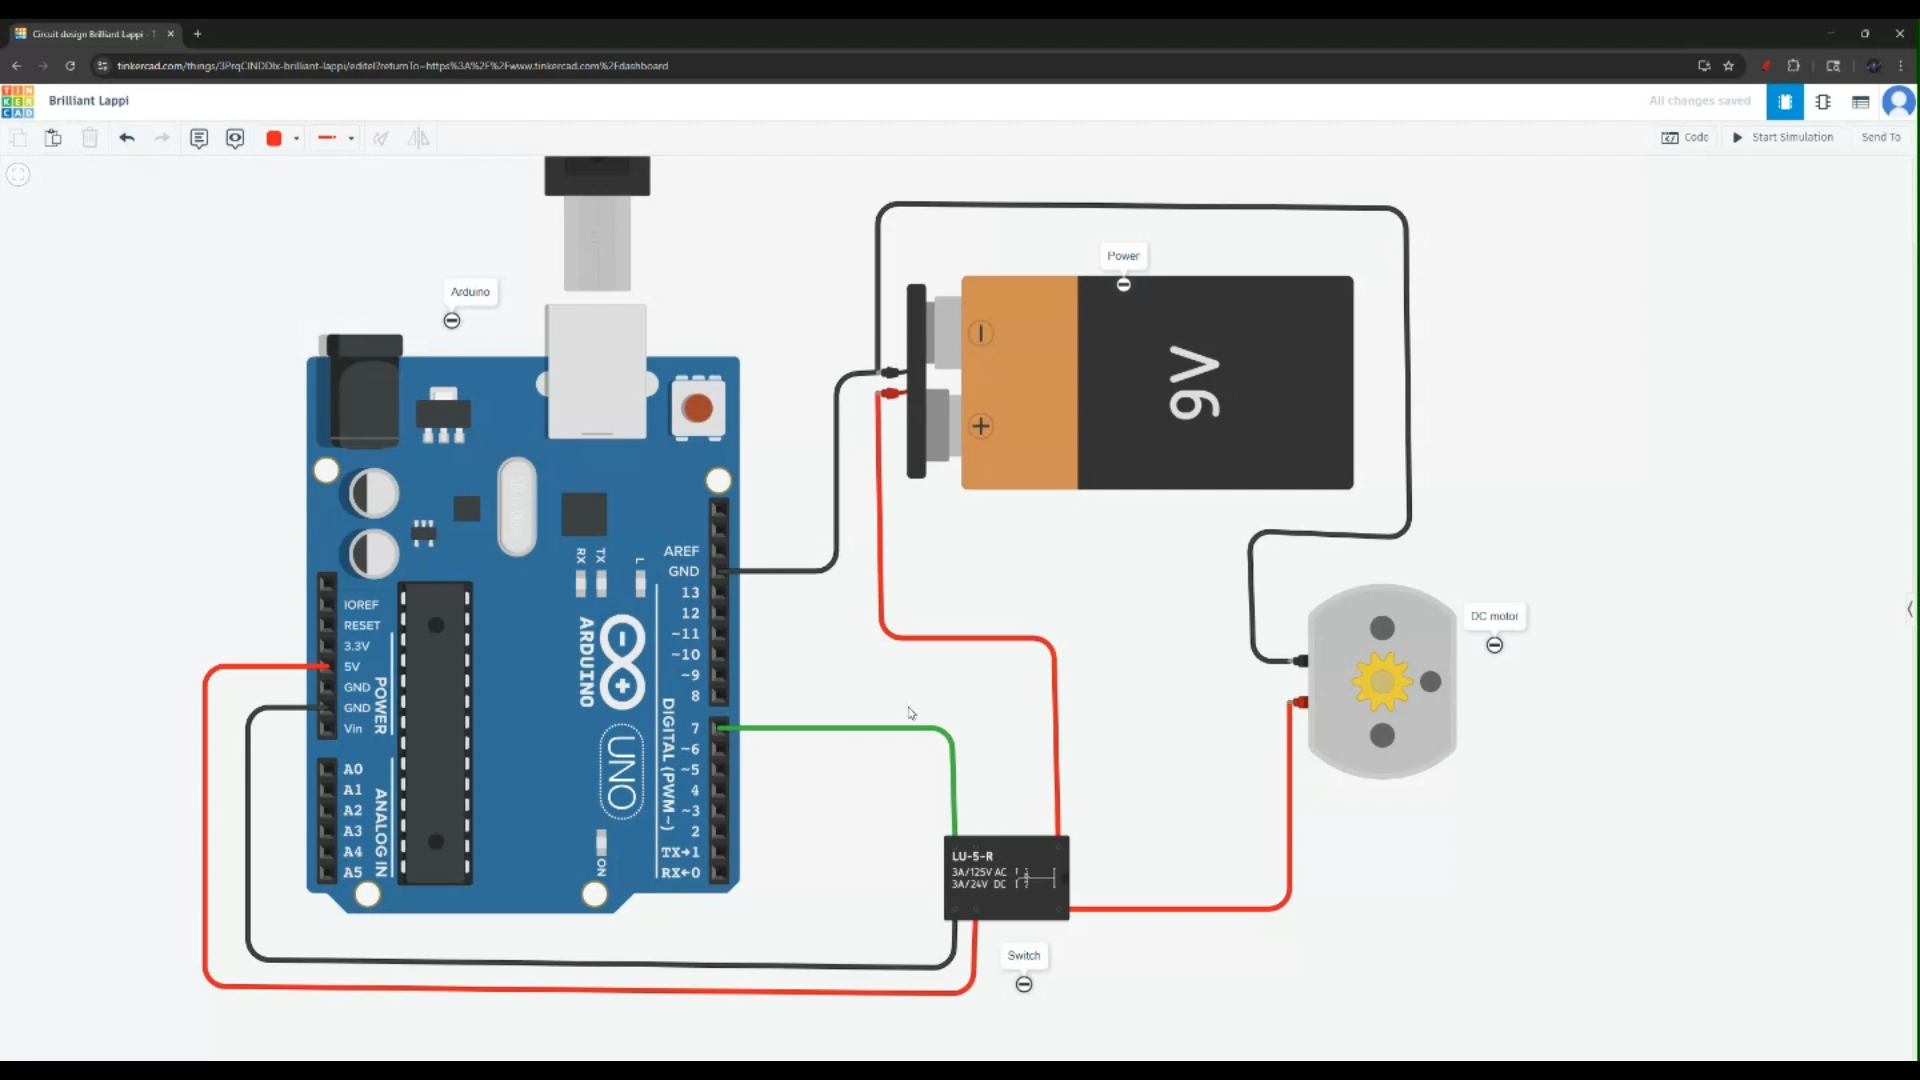 Circuit design Brilliant Lappi - T
tinkercad.com/things/3PrqCINDDlx-brilliant-lappi/editel?returnTo=https%3A%2F%2Fwww.tinkercad.com%2Fdashboard
TIN
KER
CAD
Brilliant Lappi
All changes saved
Code
Start Simulation
Send To
Power
Arduino
9V
AREF
GND
13
12
~11
~10
~9
8
RX
TX
L
IOREF
RESET
3.3V
5V
GND
GND
Vin
POWER
ARDUINO
UNO
DIGITAL (PWM~)
7
~6
~5
4
~3
2
TX→1
RX←0
A0
A1
A2
A3
A4
A5
ANALOG IN
ON
DC motor
LU-5-R
3A/125V AC
3A/24V DC
Switch